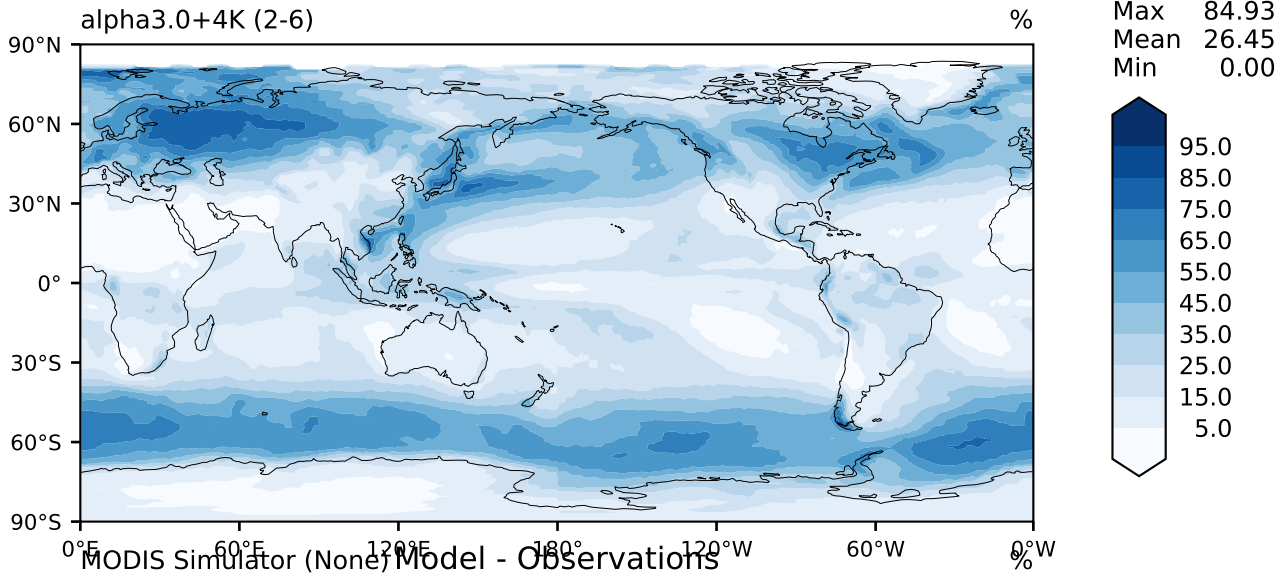 alpha3.0+4K (2-6) %
Max 84.93
Mean 26.45
Min 0.00
90°N
60°N
30°N
0°
30°S
60°S
90°S
0°E 60°E 120°E 180° 120°W 60°W 0°W
MODIS Simulator (None) Model - Observations %
95.0
85.0
75.0
65.0
55.0
45.0
35.0
25.0
15.0
5.0